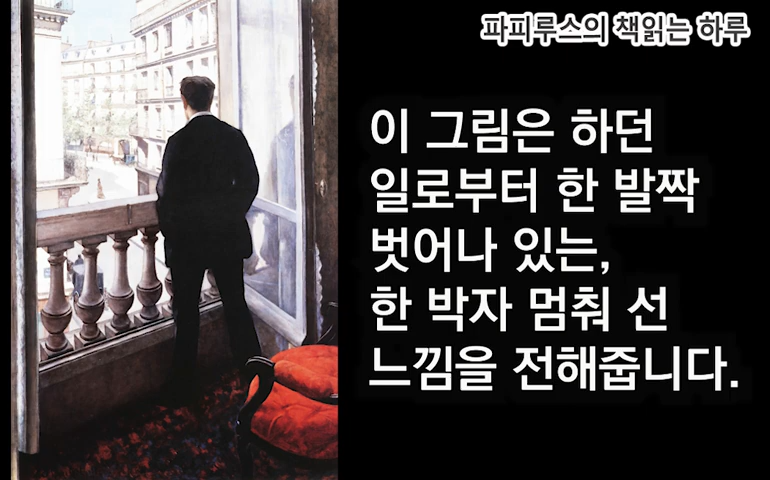 파피루스의 책읽는 하루
이 그림은 하던
일로부터 한 발짝
벗어나 있는,
한 박자 멈춰 선
느낌을 전해줍니다.